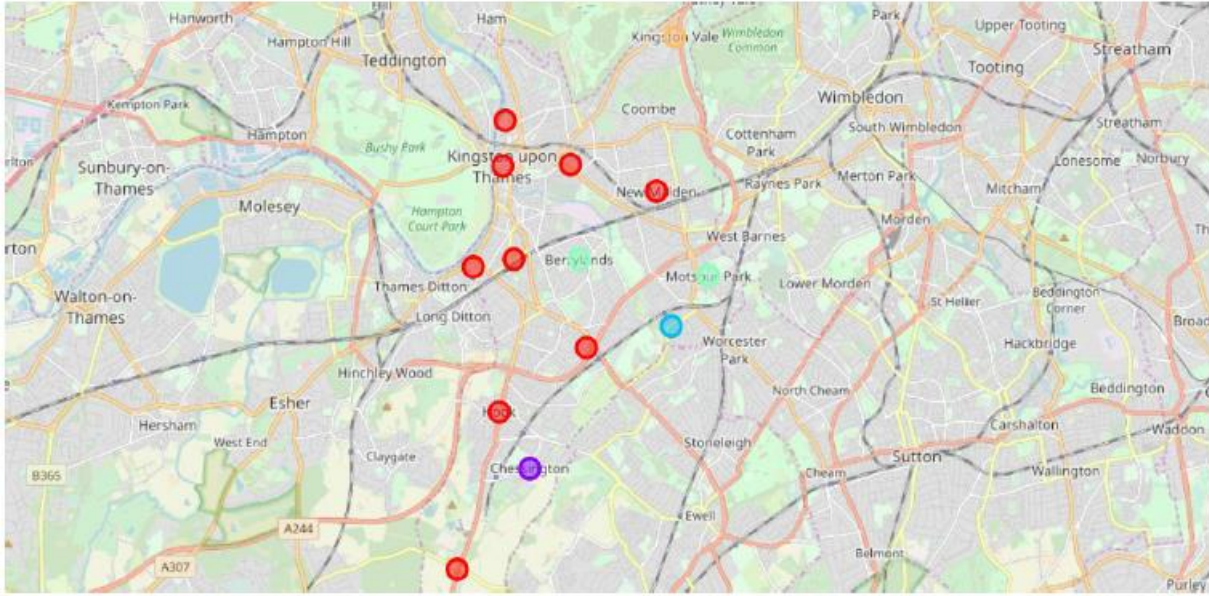 Hanworth
Hampton Hill
Ham
Teddington
Kingston Vale
Wimbledon
Common
Park
Upper Tooting
Streatham
Tooting
Kempton Park
Coombe
Wimbledon
Hampton
Bushy Park
Cottenham
Park
South Wimbledon
Streatham
Sunbury-on-
Thames
Kingston upon
Thames
Lonesome
Norbury
Molesey
New Malden
Raynes Park
Merton Park
Mitcham
Hampton
Court Park
Morden
West Barnes
Berrylands
Thames Ditton
Motspur Park
Lower Morden
Walton-on-
Thames
Long Ditton
St Helier
Beddington
Corner
Worcester
Park
Hackbridge
Hinchley Wood
North Cheam
Beddington
Esher
Hook
Hersham
West End
Carshalton
Waddon
Claygate
Stoneleigh
Chessington
Cheam
Sutton
Wallington
B365
Ewell
A244
Belmont
A307
Purley